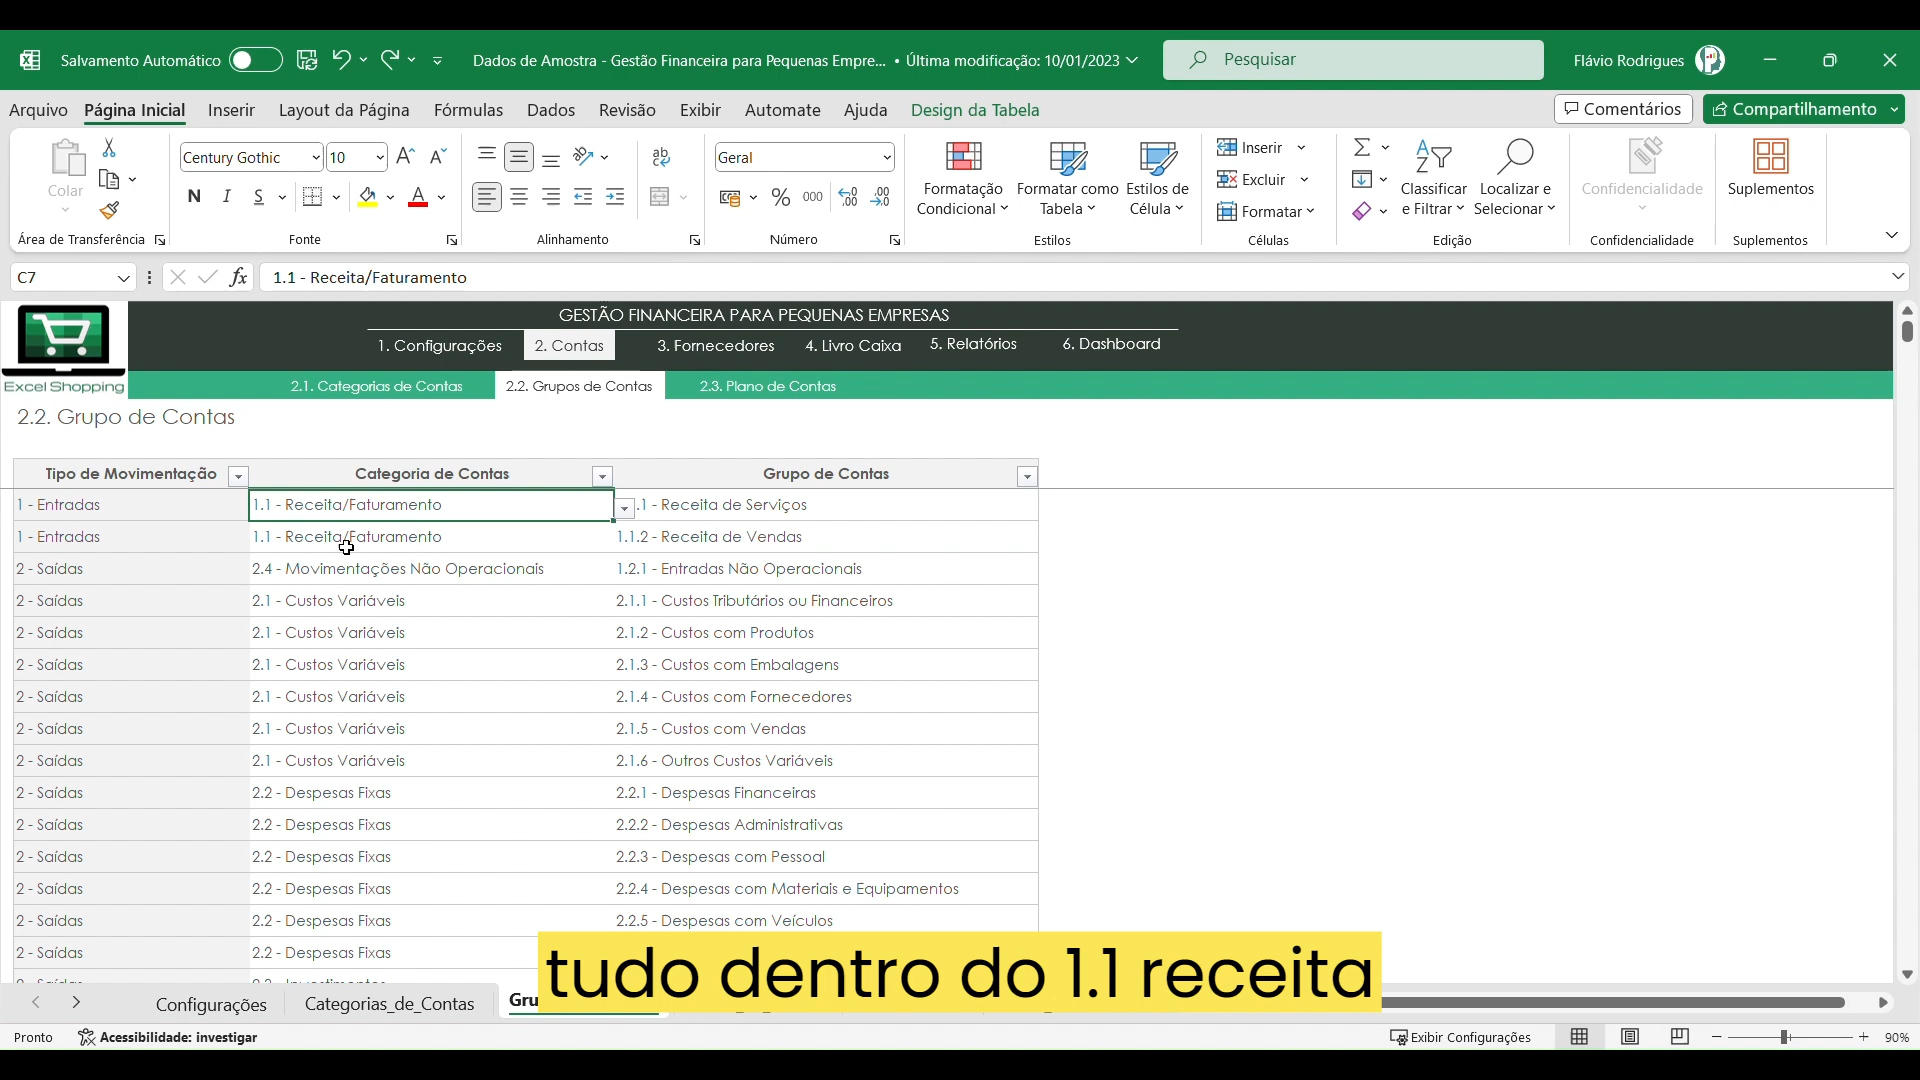 Salvamento Automático
Dados de Amostra - Gestão Financeira para Pequenas Empre... • Última modificação: 10/01/2023
Pesquisar
Flávio Rodrigues
Arquivo Página Inicial Inserir Layout da Página Fórmulas Dados Revisão Exibir Automate Ajuda Design da Tabela
Comentários
Compartilhamento
Colar
Área de Transferência
Century Gothic 10
N I S
Fonte
Alinhamento
Geral
% 000
Número
Formatação Condicional
Formatar como Tabela
Estilos de Célula
Estilos
Inserir
Excluir
Formatar
Células
Classificar e Filtrar
Localizar e Selecionar
Edição
Confidencialidade
Confidencialidade
Suplementos
Suplementos
C7
fx
1.1 - Receita/Faturamento
Excel Shopping
GESTÃO FINANCEIRA PARA PEQUENAS EMPRESAS
1. Configurações 2. Contas 3. Fornecedores 4. Livro Caixa 5. Relatórios 6. Dashboard
2.1. Categorias de Contas 2.2. Grupos de Contas 2.3. Plano de Contas
2.2. Grupo de Contas
Tipo de Movimentação Categoria de Contas Grupo de Contas
1 - Entradas 1.1 - Receita/Faturamento .1 - Receita de Serviços
1 - Entradas 1.1 - Receita/Faturamento 1.1.2 - Receita de Vendas
2 - Saídas 2.4 - Movimentações Não Operacionais 1.2.1 - Entradas Não Operacionais
2 - Saídas 2.1 - Custos Variáveis 2.1.1 - Custos Tributários ou Financeiros
2 - Saídas 2.1 - Custos Variáveis 2.1.2 - Custos com Produtos
2 - Saídas 2.1 - Custos Variáveis 2.1.3 - Custos com Embalagens
2 - Saídas 2.1 - Custos Variáveis 2.1.4 - Custos com Fornecedores
2 - Saídas 2.1 - Custos Variáveis 2.1.5 - Custos com Vendas
2 - Saídas 2.1 - Custos Variáveis 2.1.6 - Outros Custos Variáveis
2 - Saídas 2.2 - Despesas Fixas 2.2.1 - Despesas Financeiras
2 - Saídas 2.2 - Despesas Fixas 2.2.2 - Despesas Administrativas
2 - Saídas 2.2 - Despesas Fixas 2.2.3 - Despesas com Pessoal
2 - Saídas 2.2 - Despesas Fixas 2.2.4 - Despesas com Materiais e Equipamentos
2 - Saídas 2.2 - Despesas Fixas 2.2.5 - Despesas com Veículos
2 - Saídas 2.2 - Despesas Fixas
tudo dentro do 1.1 receita
Configurações Categorias_de_Contas Gru
Pronto
Acessibilidade: investigar
Exibir Configurações
90%